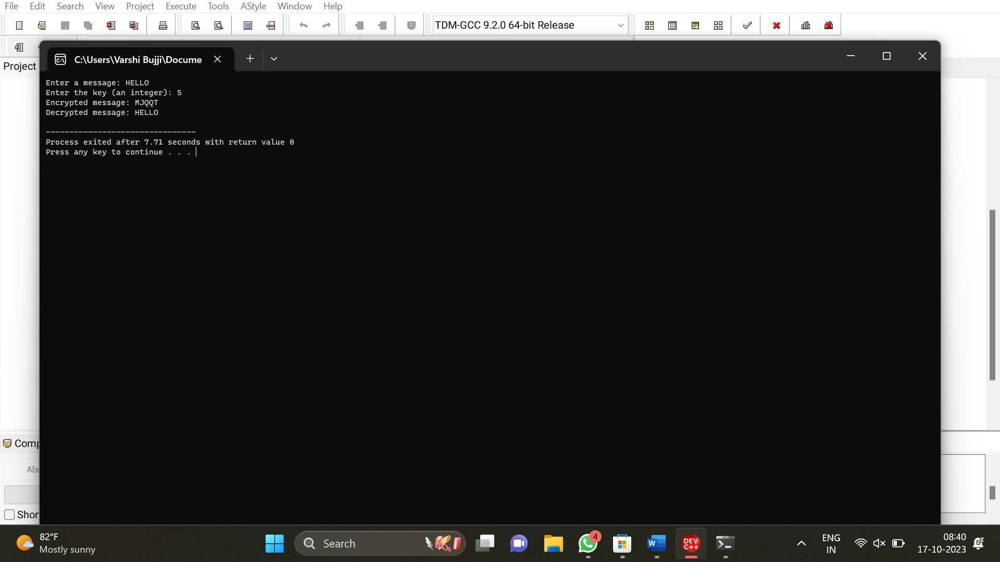 File Edit Search View Project Execute Tools AStyle Window Help
TDM-GCC 9.2.0 64-bit Release
Project
C:\Users\Varshi Bujji\Docume
Enter a message: HELLO
Enter the key (an integer): 5
Encrypted message: MJQQT
Decrypted message: HELLO
--------------------------------
Process exited after 7.71 seconds with return value 0
Press any key to continue . . .
Comp
Abo
Shor
82°F
Mostly sunny
Search
4
W
DEV
C++
ENG
IN
08:40
17-10-2023